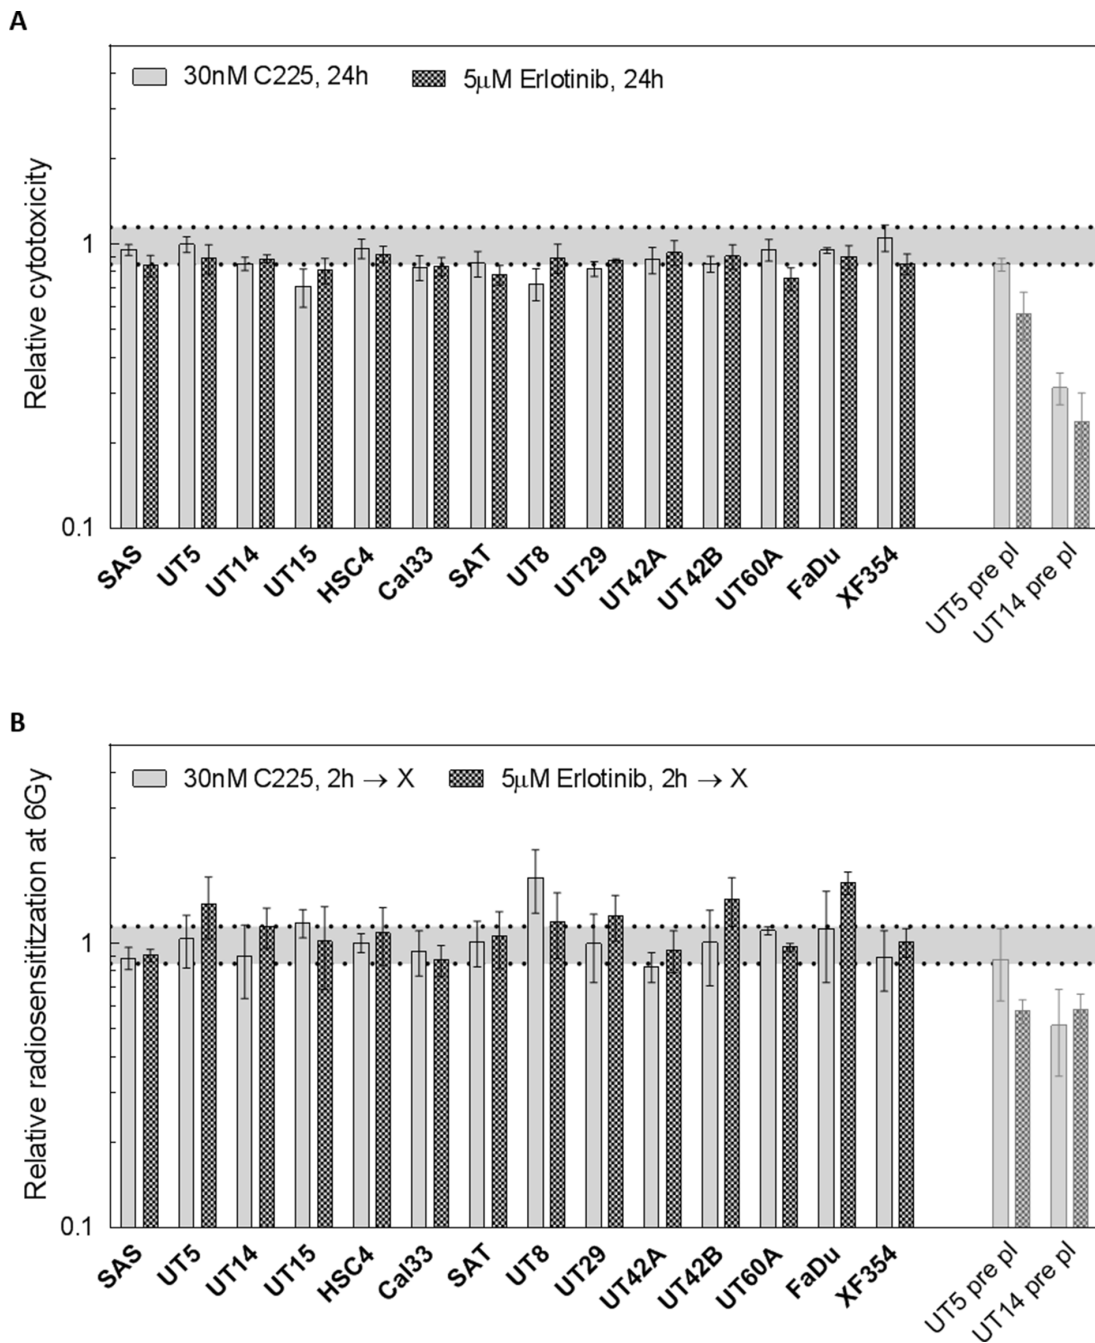 A
30nM C225, 24h
5μM Erlotinib, 24h
Relative cytotoxicity
1
0.1
SAS
UT5
UT14
UT15
HSC4
Cal33
SAT
UT8
UT29
UT42A
UT42B
UT60A
FaDu
XF354
UT5 pre pl
UT14 pre pl
B
30nM C225, 2h → X
5μM Erlotinib, 2h → X
Relative radiosensititzation at 6Gy
1
0.1
SAS
UT5
UT14
UT15
HSC4
Cal33
SAT
UT8
UT29
UT42A
UT42B
UT60A
FaDu
XF354
UT5 pre pl
UT14 pre pl